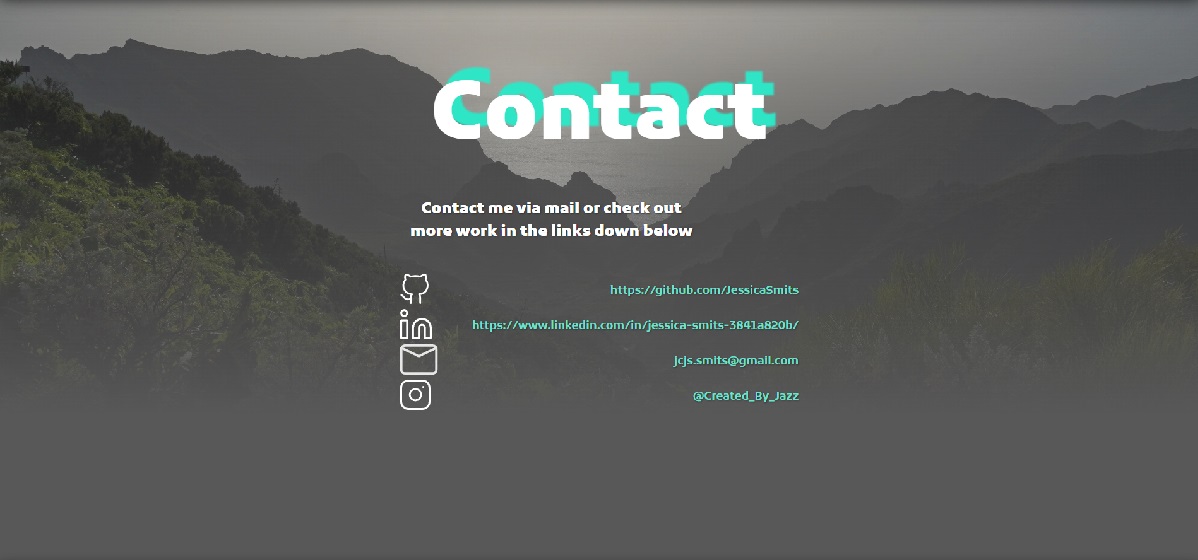 Contact
Contact me via mail or check out
more work in the links down below
https://github.com/JessicaSmits
https://www.linkedin.com/in/jessica-smits-3841a820b/
jcjs.smits@gmail.com
@Created_By_Jazz